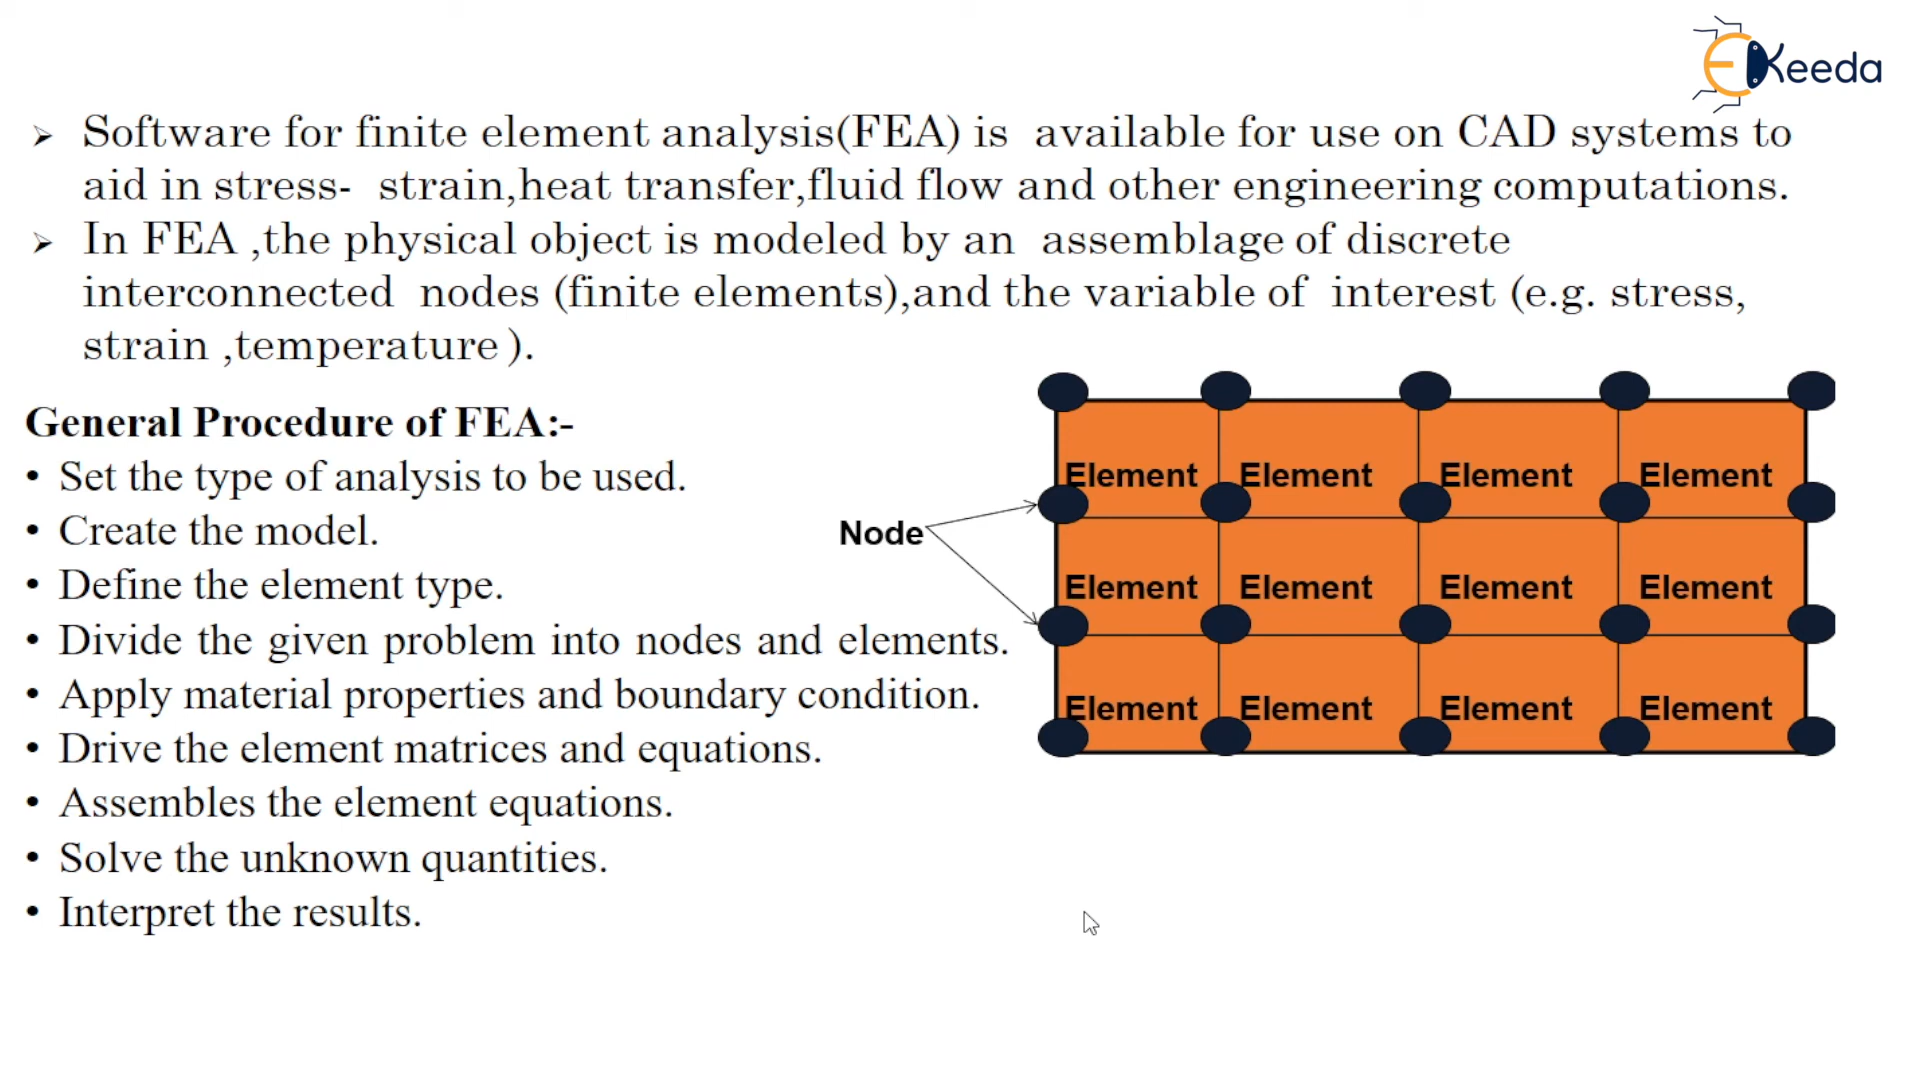 EKeeda
Software for finite element analysis(FEA) is available for use on CAD systems to
aid in stress- strain,heat transfer,fluid flow and other engineering computations.
In FEA ,the physical object is modeled by an assemblage of discrete
interconnected nodes (finite elements),and the variable of interest (e.g. stress,
strain ,temperature ).
General Procedure of FEA:-
• Set the type of analysis to be used.
• Create the model.
• Define the element type.
• Divide the given problem into nodes and elements.
• Apply material properties and boundary condition.
• Drive the element matrices and equations.
• Assembles the element equations.
• Solve the unknown quantities.
• Interpret the results.
Node
Element Element Element Element
Element Element Element Element
Element Element Element Element